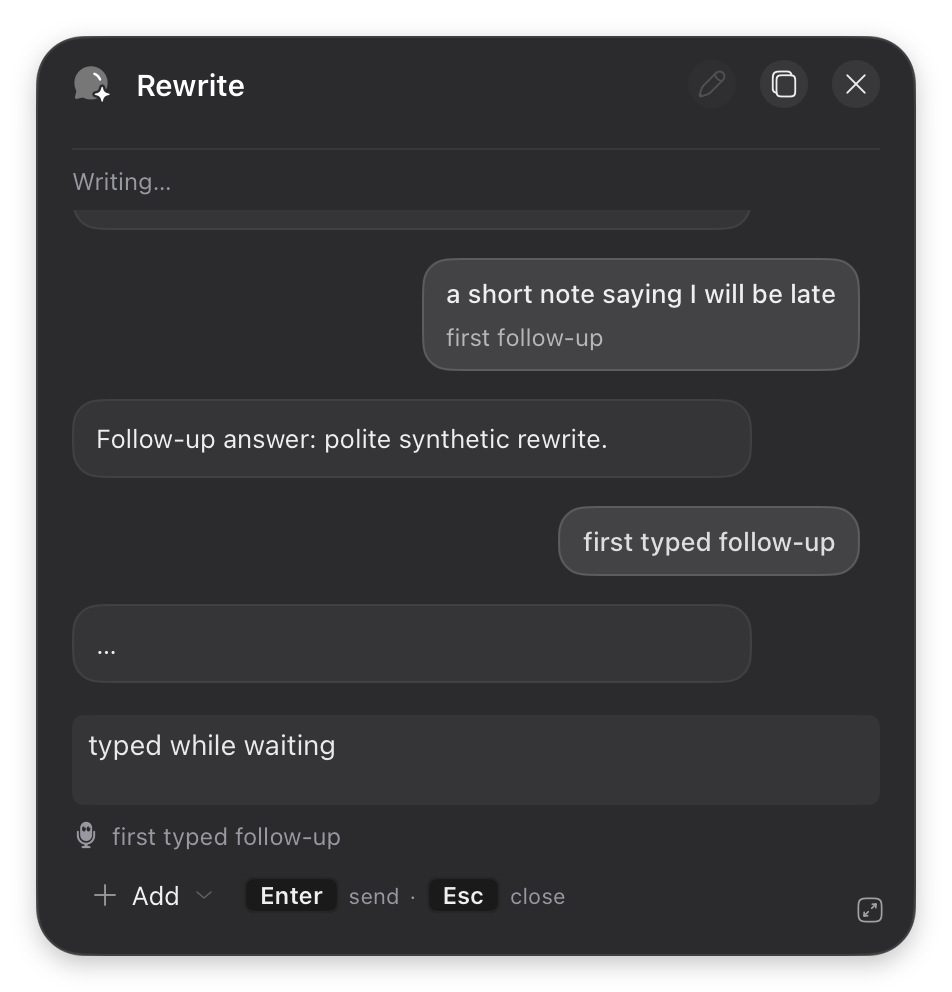 Rewrite
Writing...
a short note saying I will be late
first follow-up
Follow-up answer: polite synthetic rewrite.
first typed follow-up
...
typed while waiting
first typed follow-up
Add Enter send · Esc close